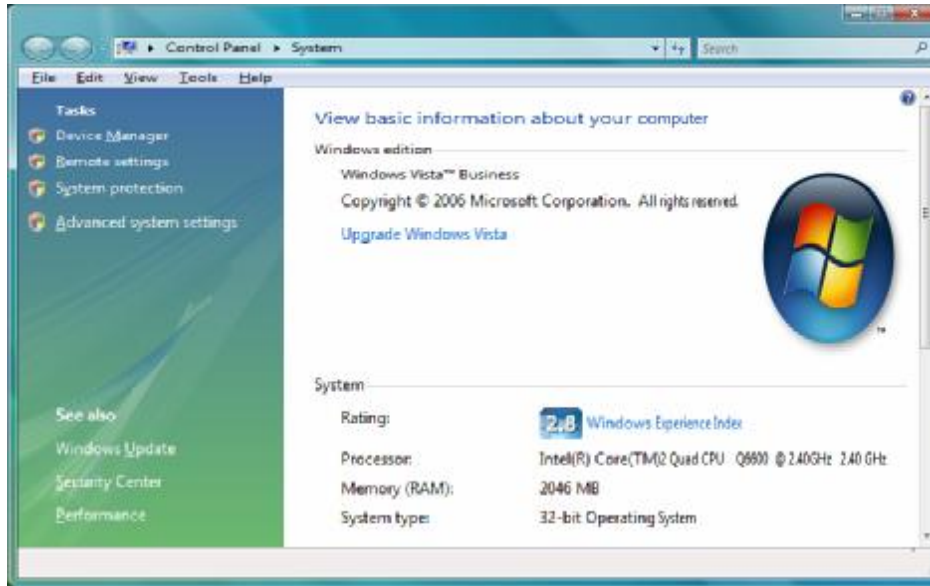 Control Panel ▸ System
Search
File Edit View Tools Help
Tasks
Device Manager
Remote settings
System protection
Advanced system settings
See also
Windows Update
Security Center
Performance
View basic information about your computer
Windows edition
Windows Vista™ Business
Copyright © 2006 Microsoft Corporation. All rights reserved.
Upgrade Windows Vista
™
System
Rating:
2.8 Windows Experience Index
Processor: Intel(R) Core(TM)2 Quad CPU Q6600 @ 2.40GHz 2.40 GHz
Memory (RAM): 2046 MB
System type: 32-bit Operating System